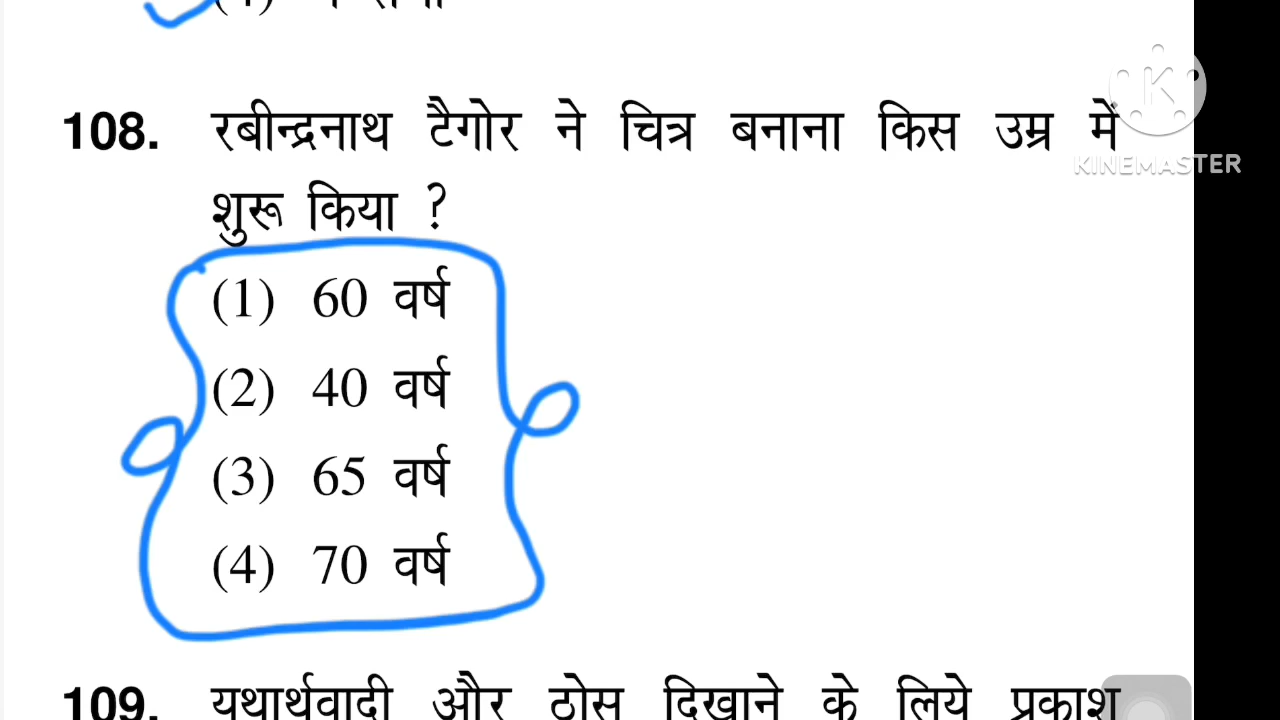 108. रबीन्द्रनाथ टैगोर ने चित्र बनाना किस उम्र में
KINEMASTER
शुरू किया ?
(1) 60 वर्ष
(2) 40 वर्ष
(3) 65 वर्ष
(4) 70 वर्ष
109. यथार्थवादी और ठोस दिखाने के लिये प्रकाश